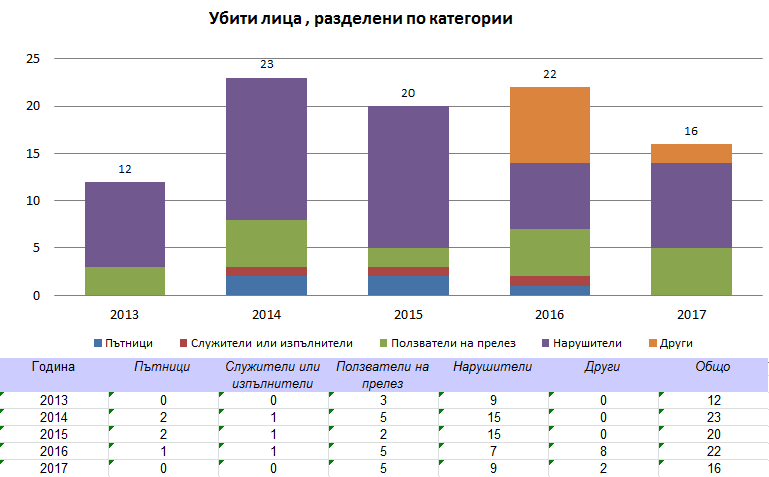 Убити лица , разделени по категории
25
20
15
10
5
0
12
23
20
22
16
2013 2014 2015 2016 2017
Пътници Служители или изпълнители Ползватели на прелез Нарушители Други
Година Пътници Служители или изпълнители Ползватели на прелез Нарушители Други Общо
2013 0 0 3 9 0 12
2014 2 1 5 15 0 23
2015 2 1 2 15 0 20
2016 1 1 5 7 8 22
2017 0 0 5 9 2 16